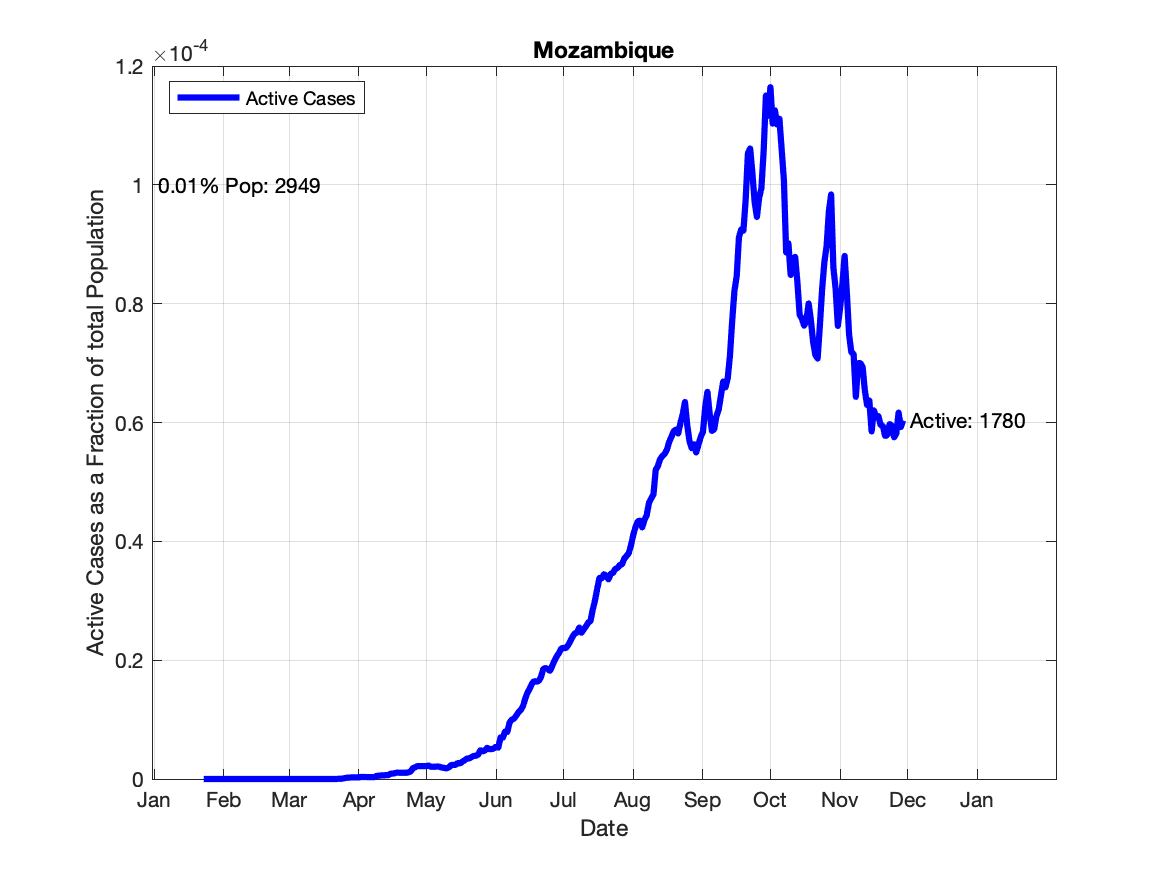 Mozambique
×10-4
1.2
Active Cases
1
0.01% Pop: 2949
0.8
0.6
Active: 1780
0.4
0.2
0
Jan Feb Mar Apr May Jun Jul Aug Sep Oct Nov Dec Jan
Date
Active Cases as a Fraction of total Population